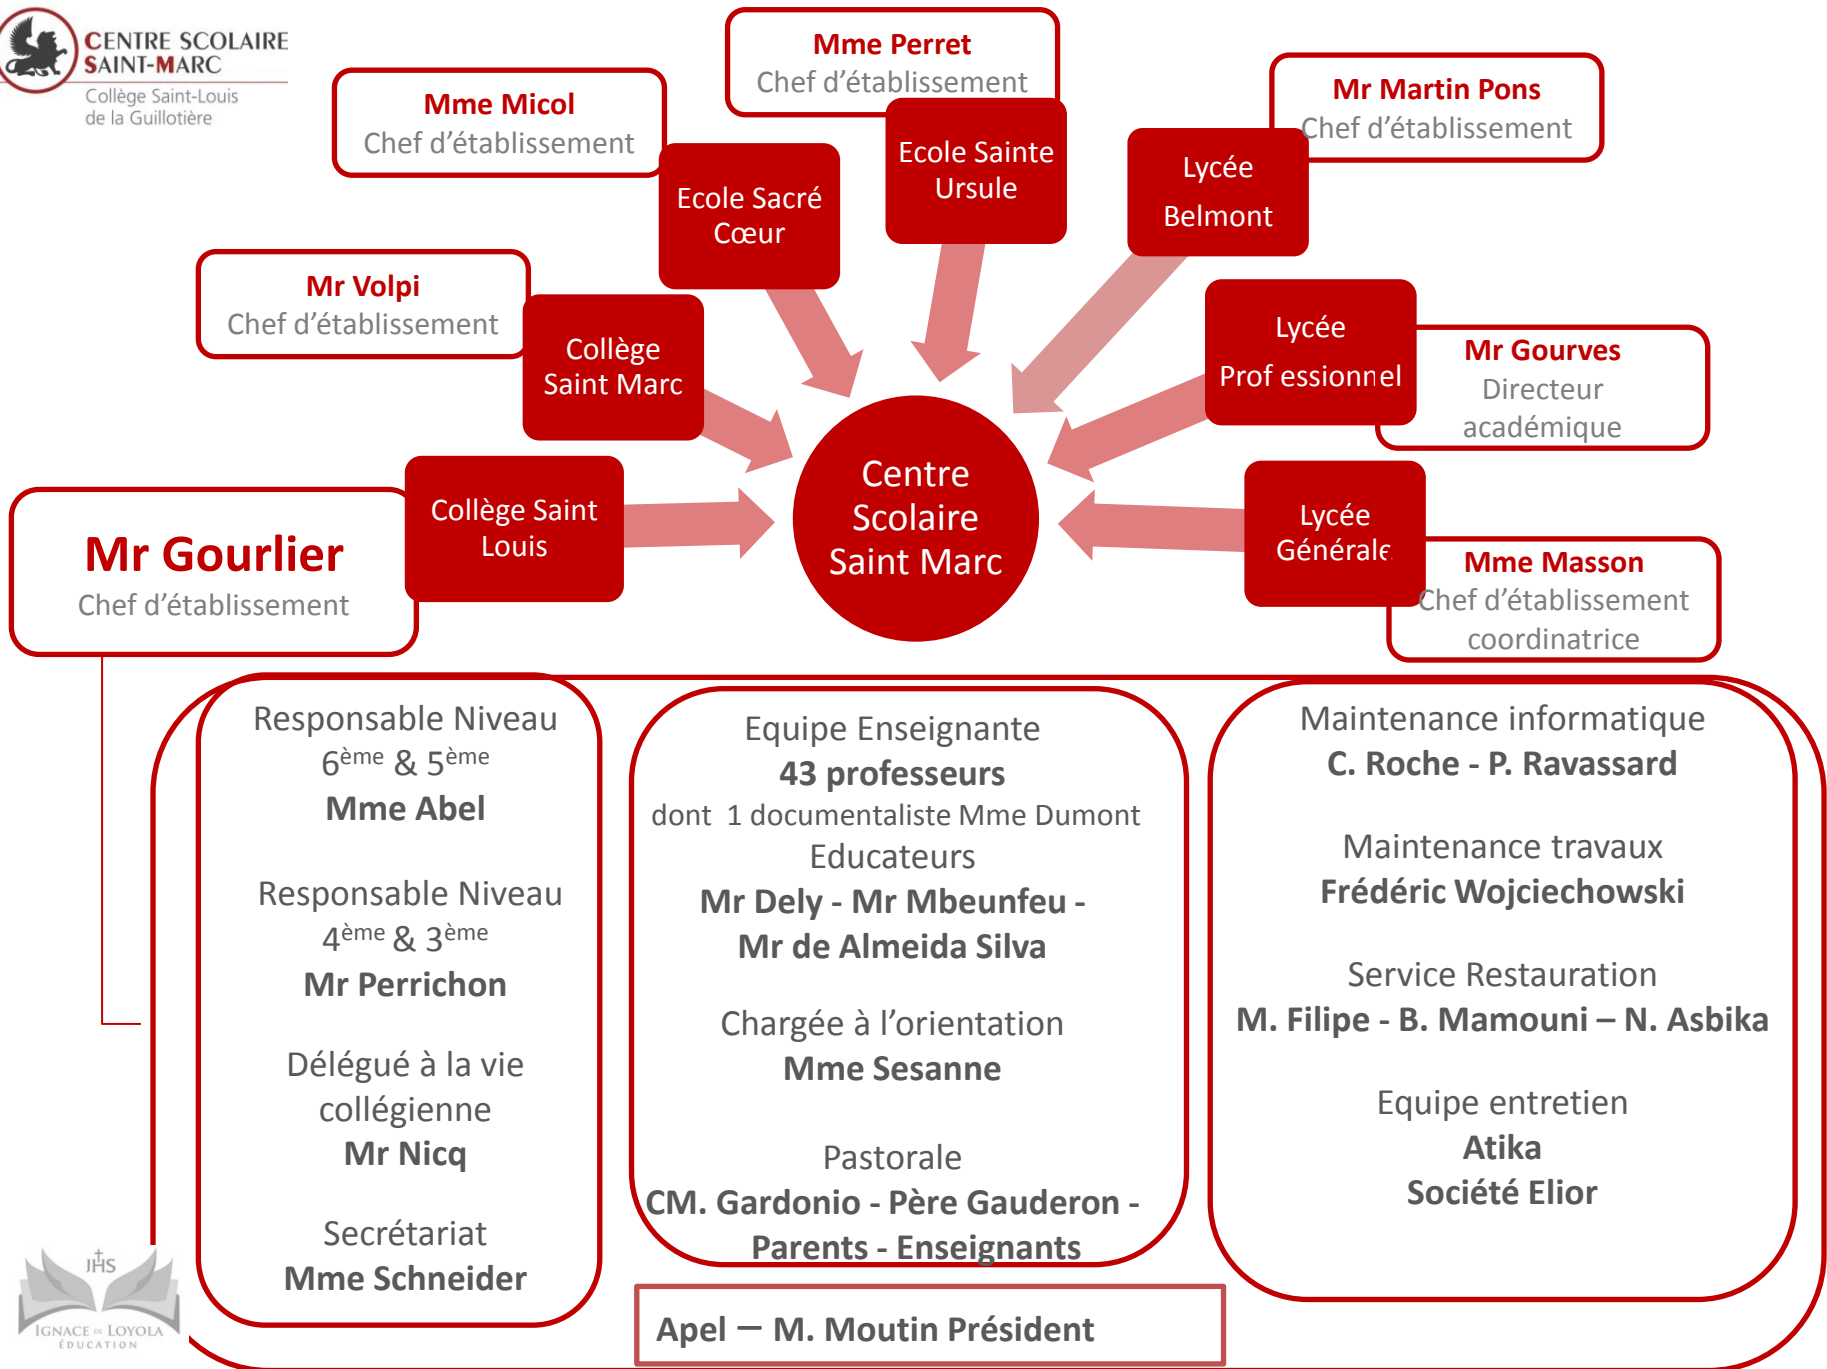 CENTRE SCOLAIRE
SAINT-MARC
Collège Saint-Louis
de la Guillotière
Mme Perret
Chef d'établissement
Mme Micol
Chef d'établissement
Mr Martin Pons
Chef d'établissement
Ecole Sainte
Ursule
Lycée
Belmont
Ecole Sacré
Cœur
Mr Volpi
Chef d'établissement
Collège
Saint Marc
Lycée
Prof essionnel
Mr Gourves
Directeur
académique
Centre
Scolaire
Saint Marc
Mr Gourlier
Chef d'établissement
Collège Saint
Louis
Lycée
Générale
Mme Masson
Chef d'établissement
coordinatrice
Responsable Niveau
6ème & 5ème
Mme Abel
Responsable Niveau
4ème & 3ème
Mr Perrichon
Délégué à la vie
collégienne
Mr Nicq
Secrétariat
Mme Schneider
Equipe Enseignante
43 professeurs
dont 1 documentaliste Mme Dumont
Educateurs
Mr Dely - Mr Mbeunfeu -
Mr de Almeida Silva
Chargée à l'orientation
Mme Sesanne
Pastorale
CM. Gardonio - Père Gauderon -
Parents - Enseignants
Maintenance informatique
C. Roche - P. Ravassard
Maintenance travaux
Frédéric Wojciechowski
Service Restauration
M. Filipe - B. Mamouni – N. Asbika
Equipe entretien
Atika
Société Elior
Apel – M. Moutin Président
JHS
IGNACE DE LOYOLA
ÉDUCATION